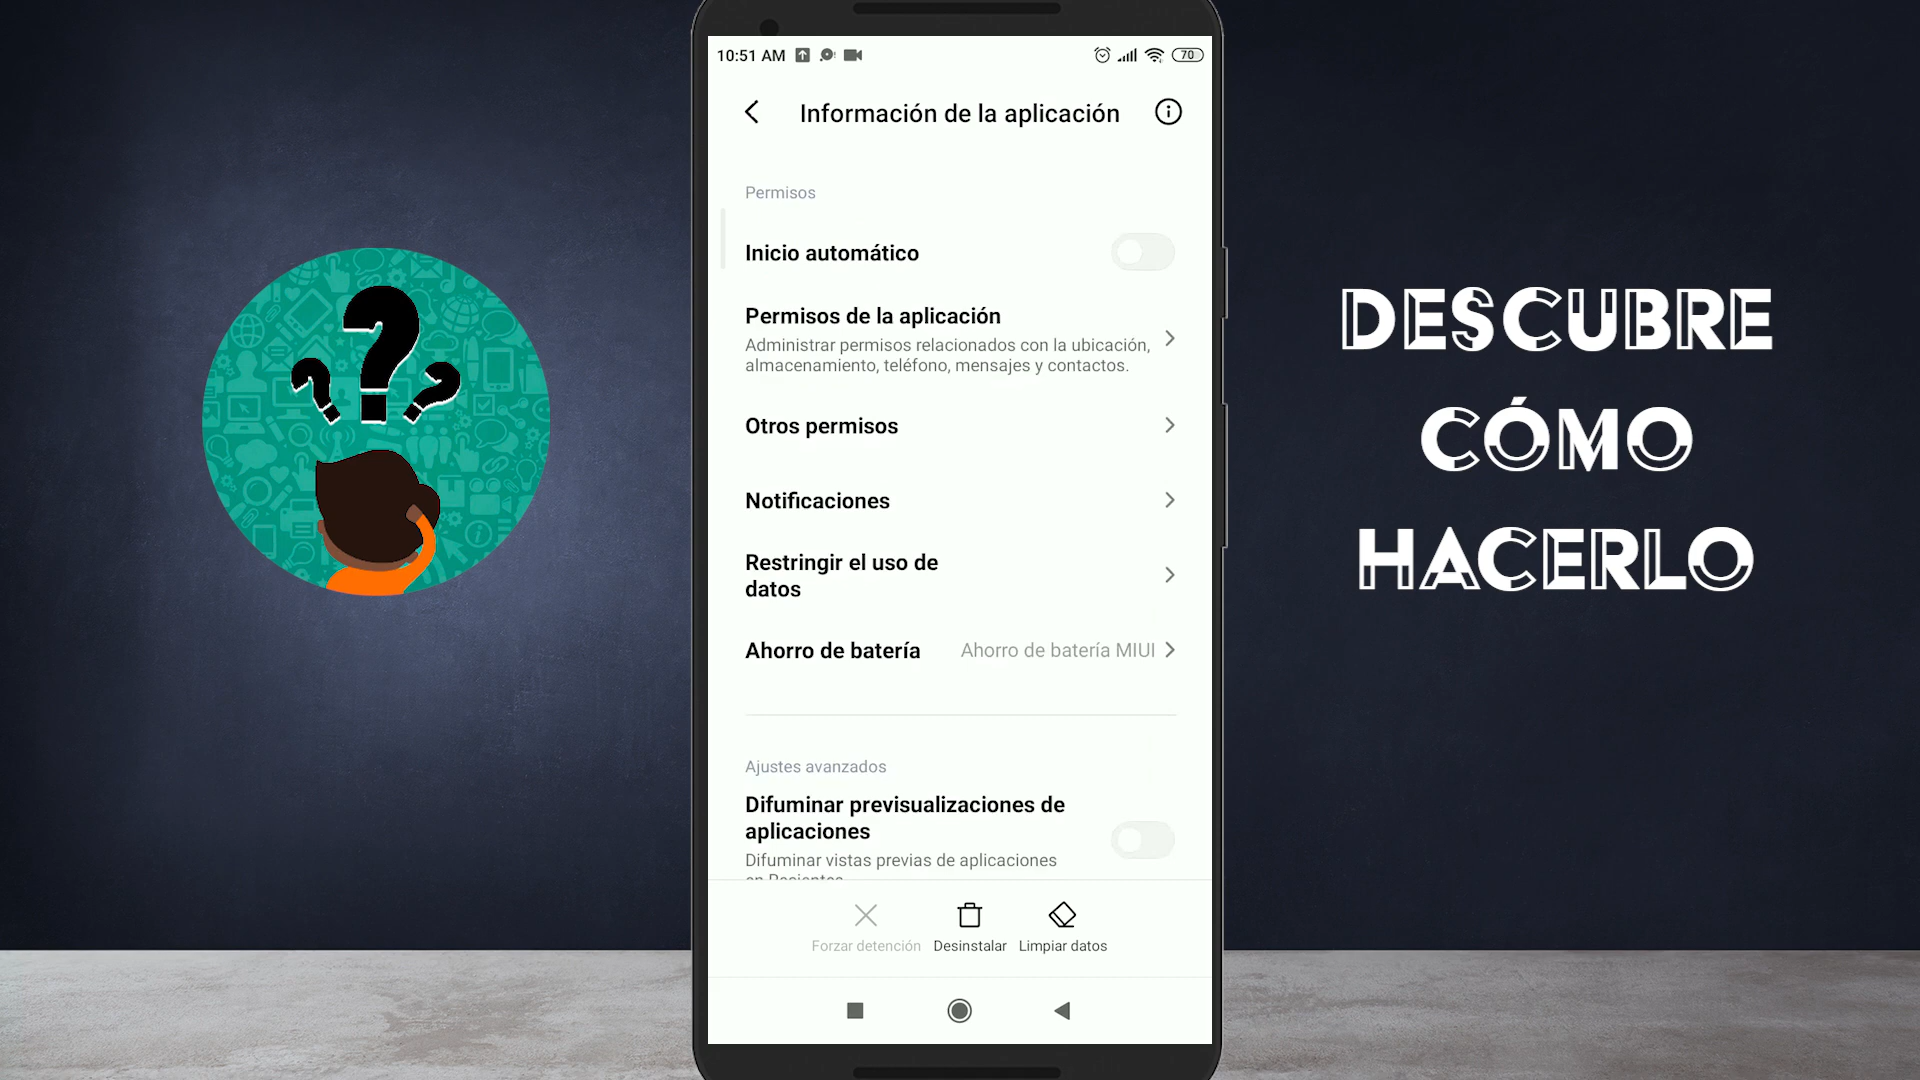 10:51 AM
70
Información de la aplicación
Permisos
Inicio automático
Permisos de la aplicación
Administrar permisos relacionados con la ubicación,
almacenamiento, teléfono, mensajes y contactos.
Otros permisos
Notificaciones
Restringir el uso de
datos
Ahorro de batería
Ahorro de batería MIUI
Ajustes avanzados
Difuminar previsualizaciones de
aplicaciones
Difuminar vistas previas de aplicaciones
en Recientes
Forzar detención
Desinstalar
Limpiar datos
DESCUBRE
CÓMO
HACERLO